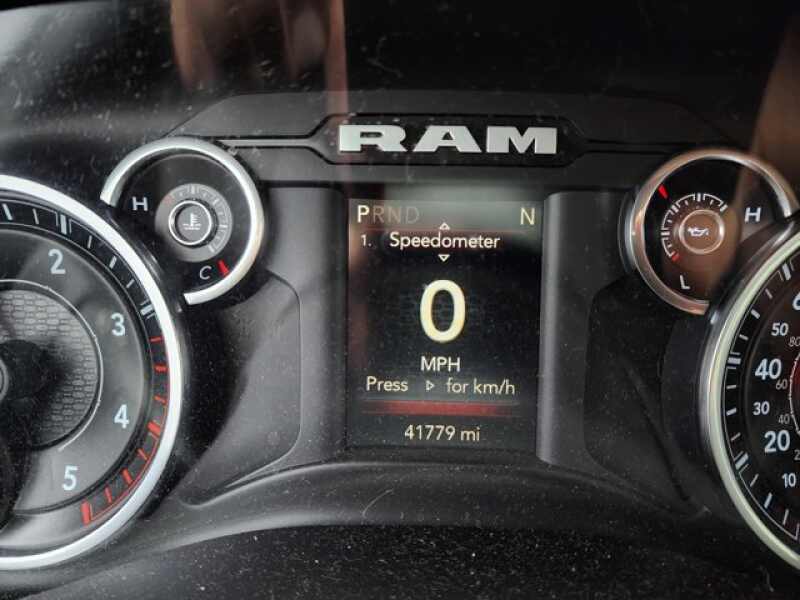 RAM
PRND N
1. Speedometer
0
MPH
Press for km/h
41779 mi
H
C
H
L
2
3
4
5
50
40
30
20
10